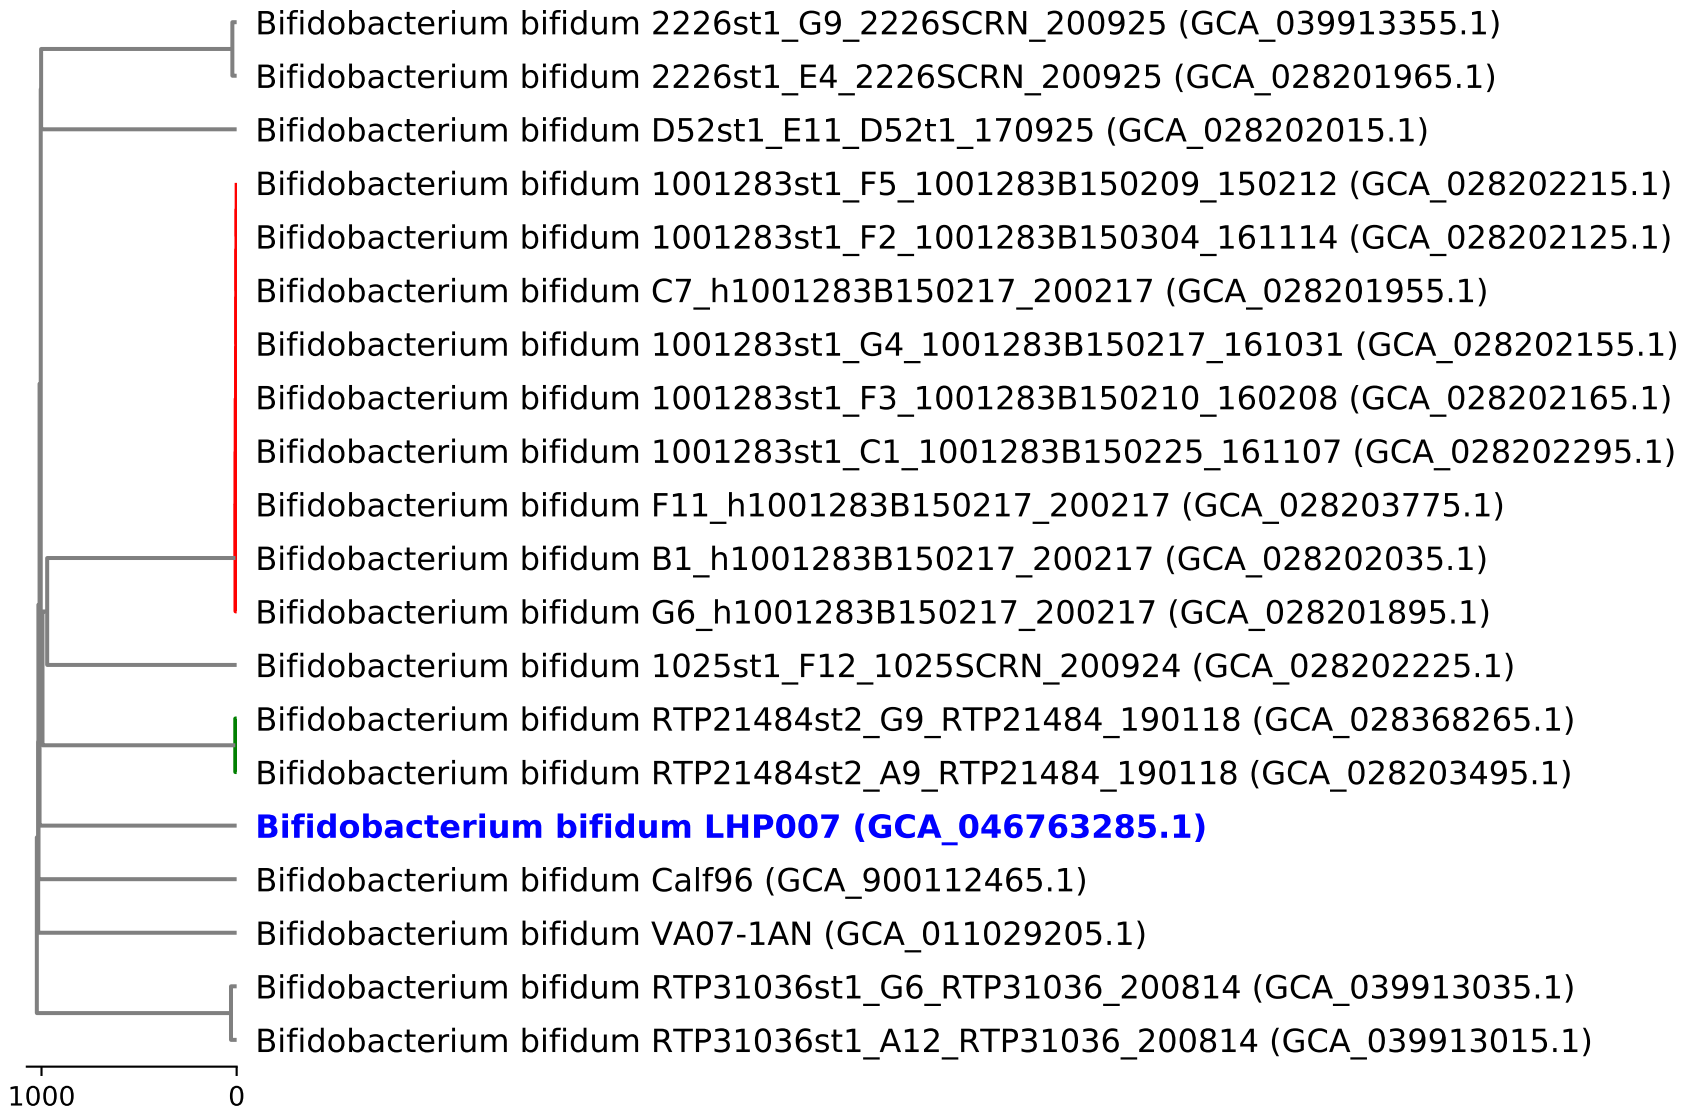 Bifidobacterium bifidum 2226st1_G9_2226SCRN_200925 (GCA_039913355.1)
Bifidobacterium bifidum 2226st1_E4_2226SCRN_200925 (GCA_028201965.1)
Bifidobacterium bifidum D52st1_E11_D52t1_170925 (GCA_028202015.1)
Bifidobacterium bifidum 1001283st1_F5_1001283B150209_150212 (GCA_028202215.1)
Bifidobacterium bifidum 1001283st1_F2_1001283B150304_161114 (GCA_028202125.1)
Bifidobacterium bifidum C7_h1001283B150217_200217 (GCA_028201955.1)
Bifidobacterium bifidum 1001283st1_G4_1001283B150217_161031 (GCA_028202155.1)
Bifidobacterium bifidum 1001283st1_F3_1001283B150210_160208 (GCA_028202165.1)
Bifidobacterium bifidum 1001283st1_C1_1001283B150225_161107 (GCA_028202295.1)
Bifidobacterium bifidum F11_h1001283B150217_200217 (GCA_028203775.1)
Bifidobacterium bifidum B1_h1001283B150217_200217 (GCA_028202035.1)
Bifidobacterium bifidum G6_h1001283B150217_200217 (GCA_028201895.1)
Bifidobacterium bifidum 1025st1_F12_1025SCRN_200924 (GCA_028202225.1)
Bifidobacterium bifidum RTP21484st2_G9_RTP21484_190118 (GCA_028368265.1)
Bifidobacterium bifidum RTP21484st2_A9_RTP21484_190118 (GCA_028203495.1)
Bifidobacterium bifidum LHP007 (GCA_046763285.1)
Bifidobacterium bifidum Calf96 (GCA_900112465.1)
Bifidobacterium bifidum VA07-1AN (GCA_011029205.1)
Bifidobacterium bifidum RTP31036st1_G6_RTP31036_200814 (GCA_039913035.1)
Bifidobacterium bifidum RTP31036st1_A12_RTP31036_200814 (GCA_039913015.1)
1000 0